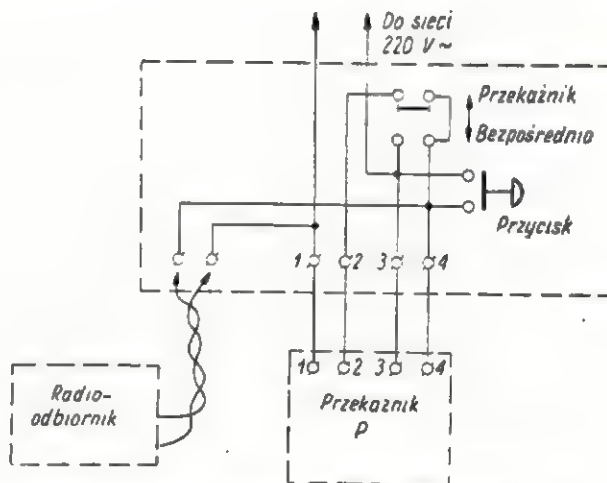 Do sieci
220 V ~
Przekaźnik
Bezpośrednio
Przycisk
1 2 3 4
1 2 3 4
Radio-
odbiornik
Przekaźnik
P